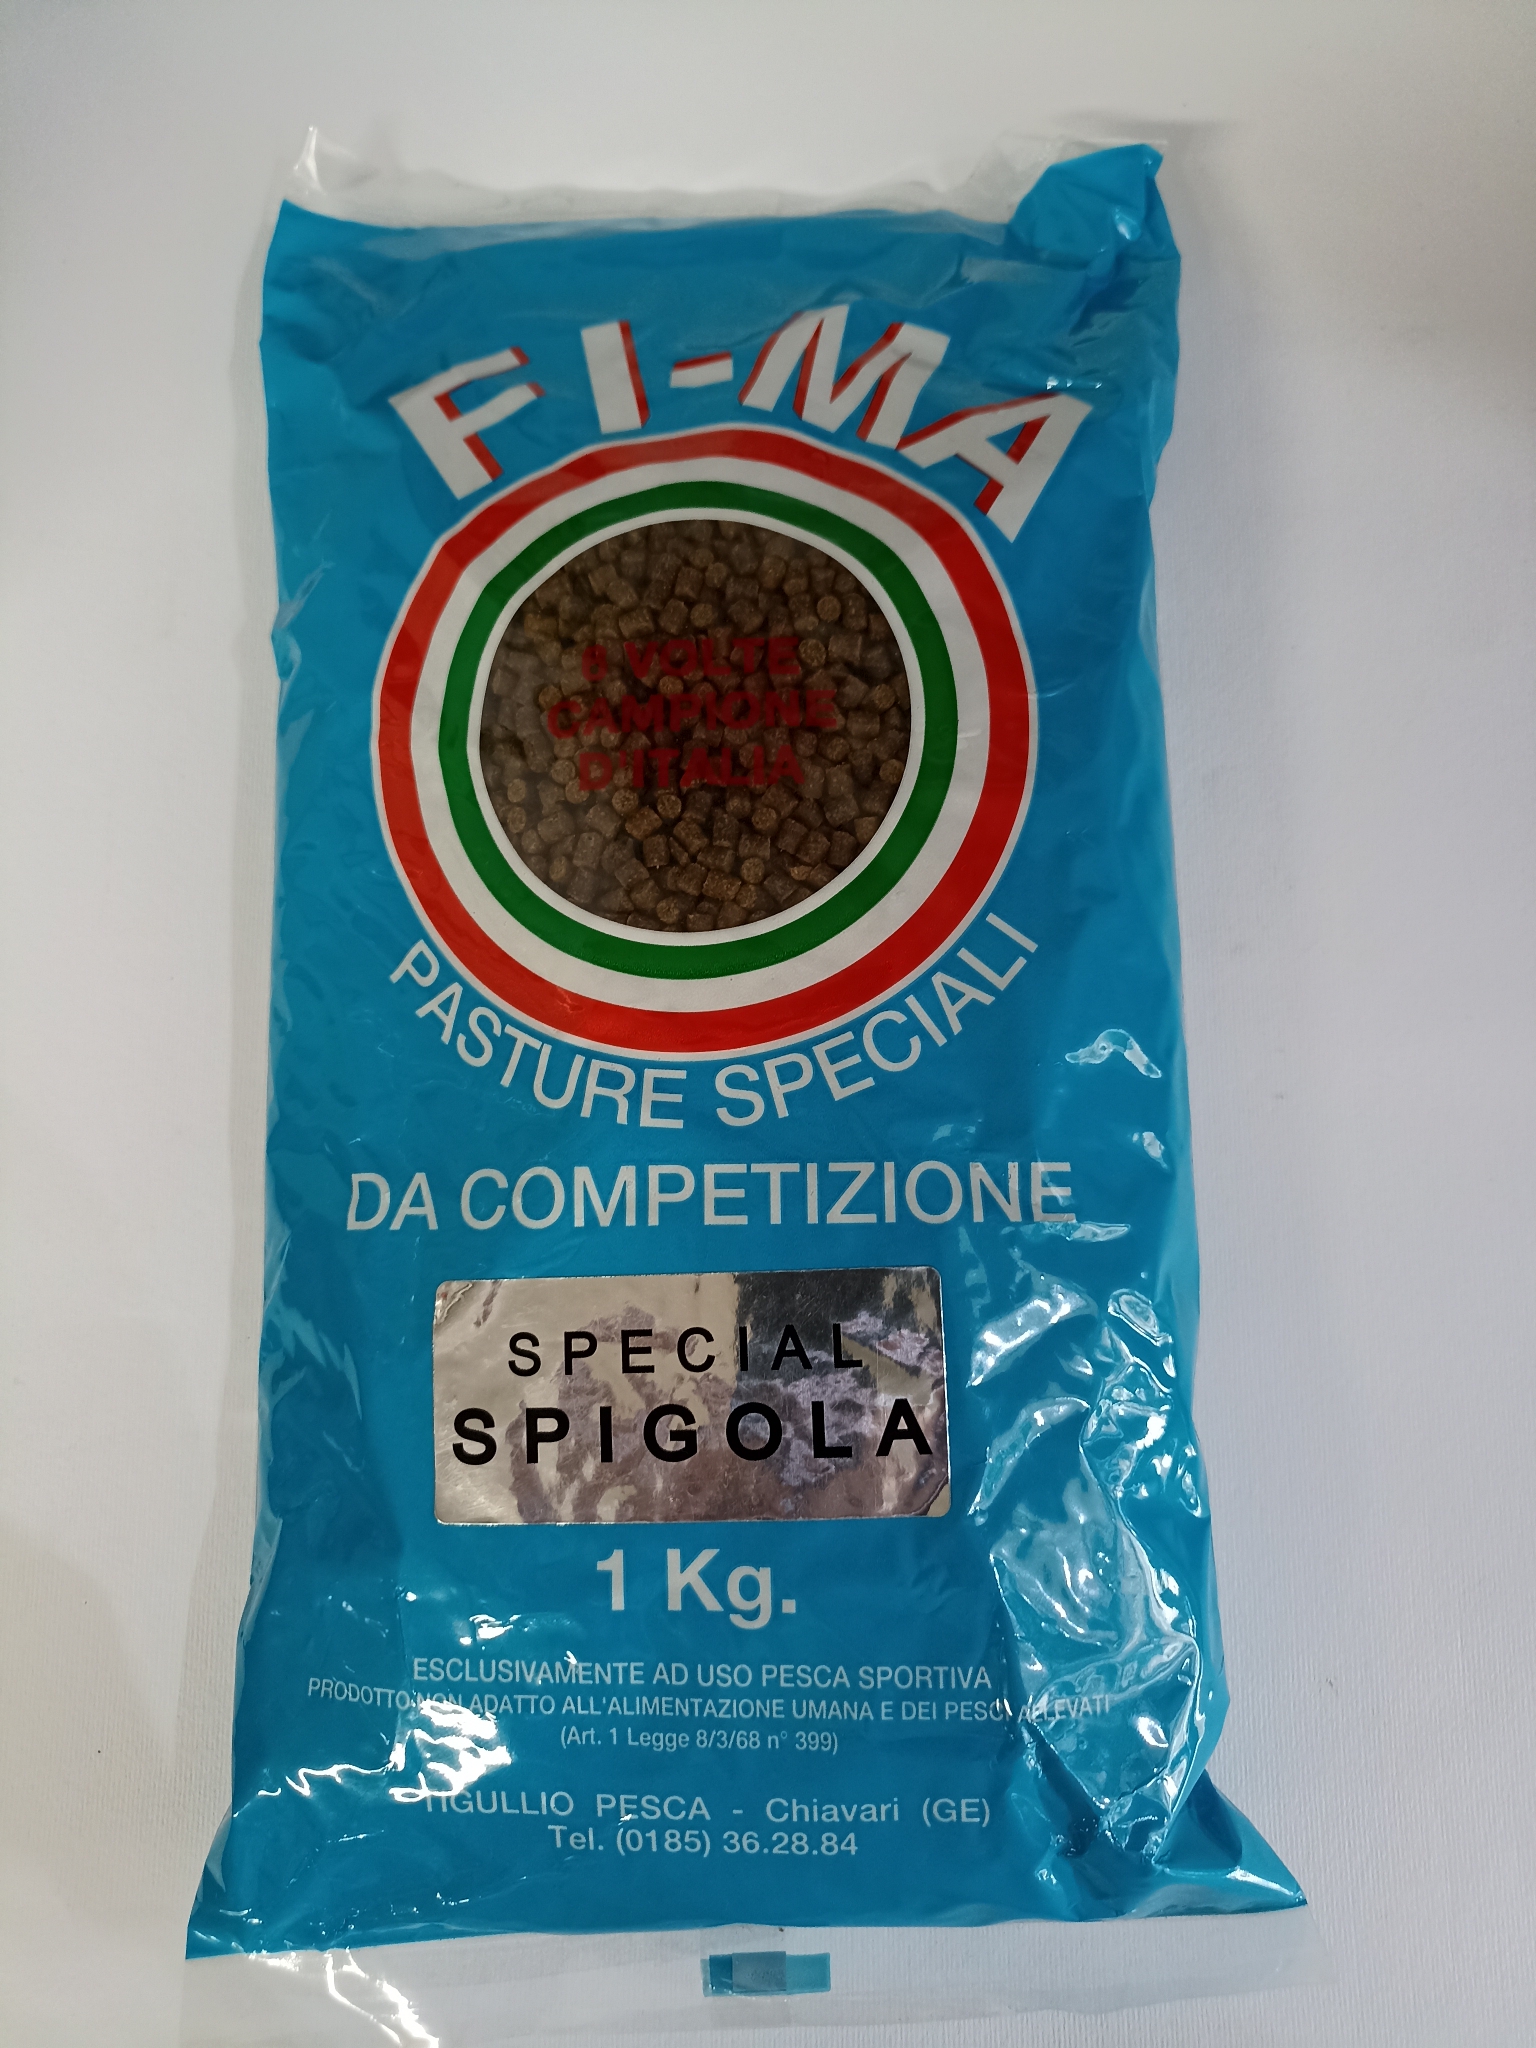 FI-MA
6 VOLTE
CAMPIONE
D'ITALIA
PASTURE SPECIALI
DA COMPETIZIONE
SPECIAL
SPIGOLA
1 Kg.
ESCLUSIVAMENTE AD USO PESCA SPORTIVA
PRODOTTO NON ADATTO ALL'ALIMENTAZIONE UMANA E DEI PESCI ALLEVATI
(Art. 1 Legge 8/3/68 n° 399)
TIGULLIO PESCA - Chiavari (GE)
Tel. (0185) 36.28.84